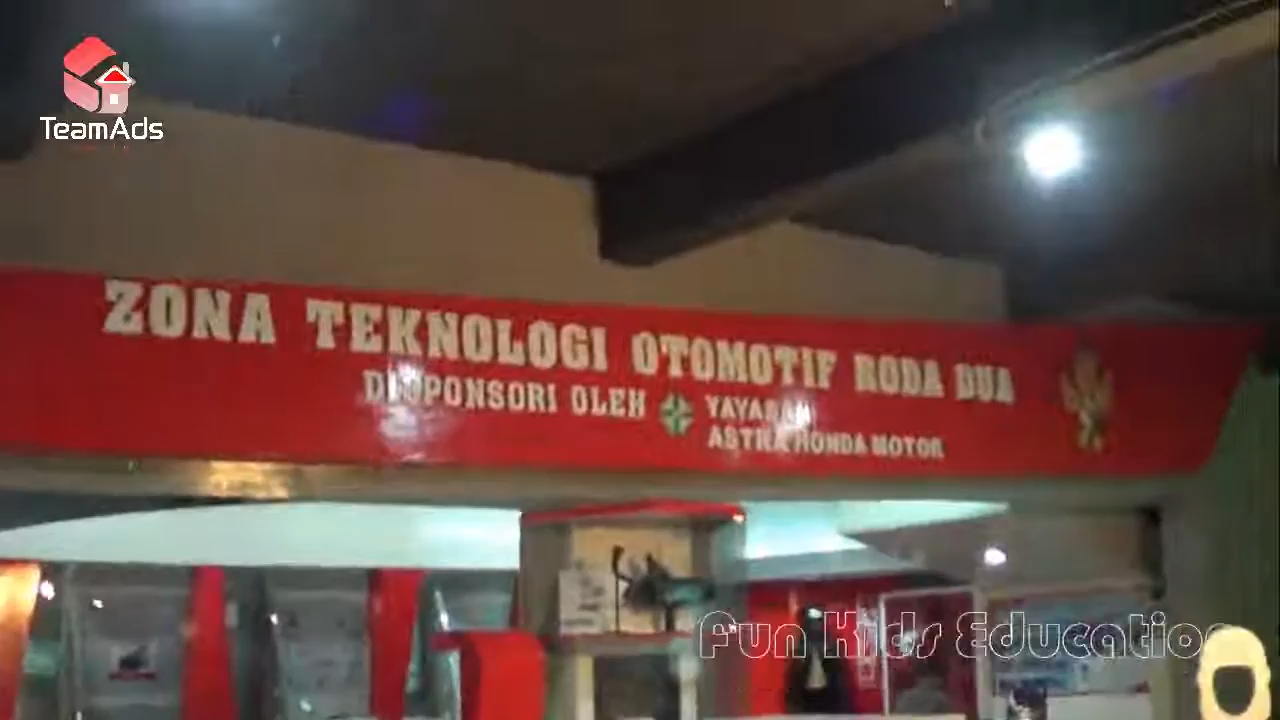 TeamAds
ZONA TEKNOLOGI OTOMOTIF RODA DUA
DISPONSORI OLEH
YAYASAN
ASTRA HONDA MOTOR
Fun Kids Education